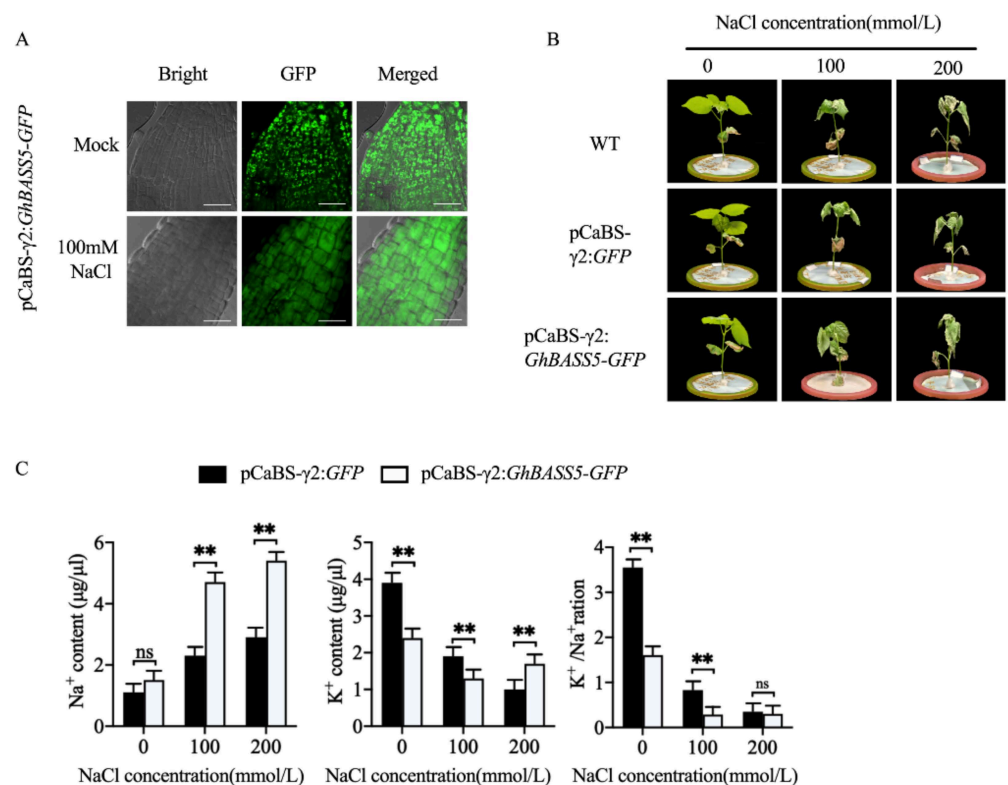 A
Bright
GFP
Merged
pCaBS-γ2:GhBASS5-GFP
Mock
100mM
NaCl
B
NaCl concentration(mmol/L)
0
100
200
WT
pCaBS-
γ2:GFP
pCaBS-γ2:
GhBASS5-GFP
C
pCaBS-γ2:GFP
pCaBS-γ2:GhBASS5-GFP
Na⁺ content (μg/μl)
6
4
2
0
ns
**
**
0
100
200
NaCl concentration(mmol/L)
K⁺ content (μg/μl)
6
5
4
3
2
1
0
**
**
**
0
100
200
NaCl concentration(mmol/L)
K⁺ /Na⁺ration
4
3
2
1
0
**
**
ns
0
100
200
NaCl concentration(mmol/L)